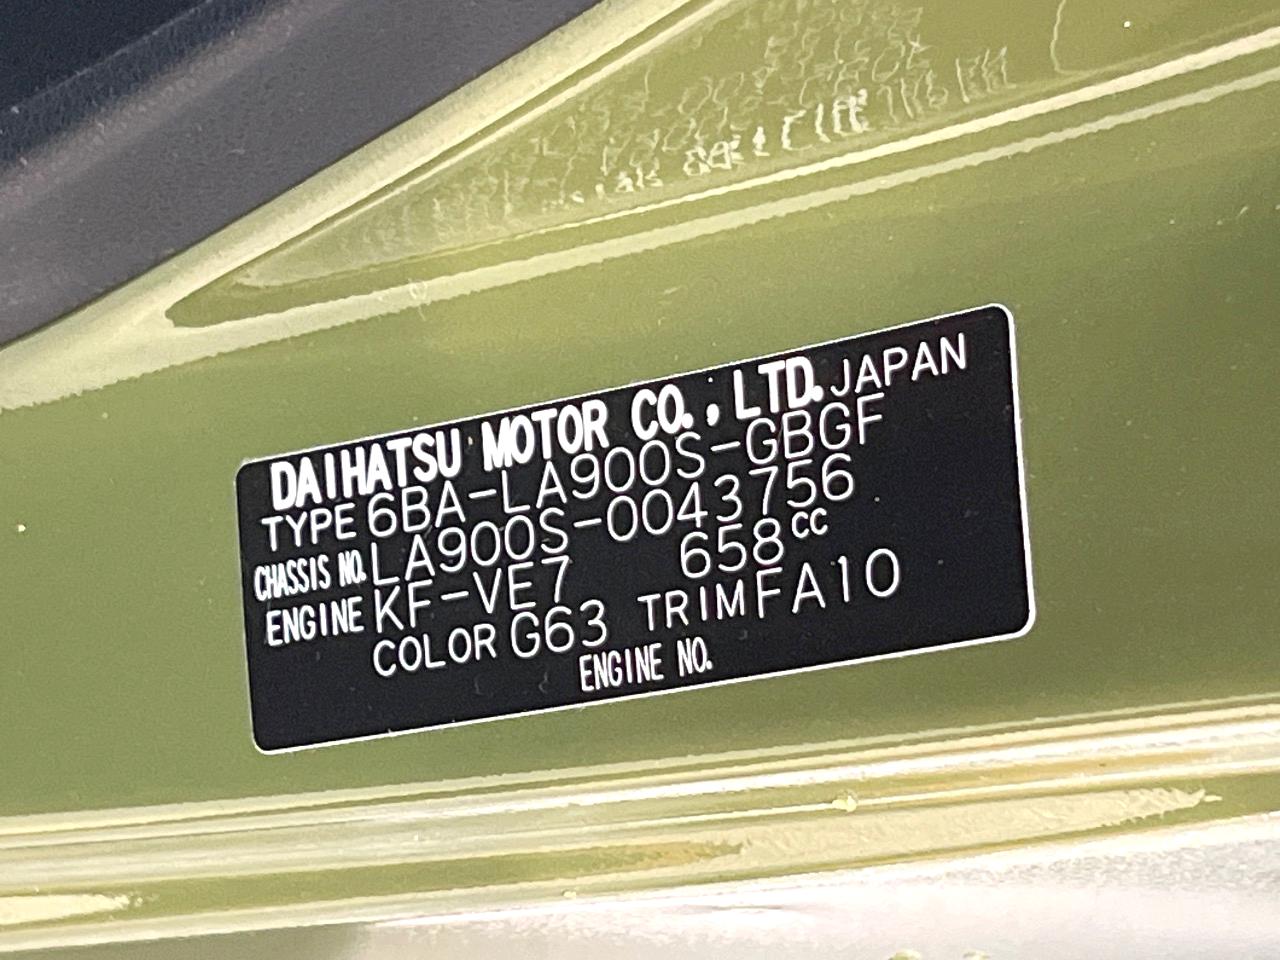 DAIHATSU MOTOR CO., LTD. JAPAN
TYPE 6BA-LA900S-GBGF
CHASSIS NO. LA900S-0043756
ENGINE KF-VE7 658CC
COLOR G63 TRIM FA10
ENGINE NO.